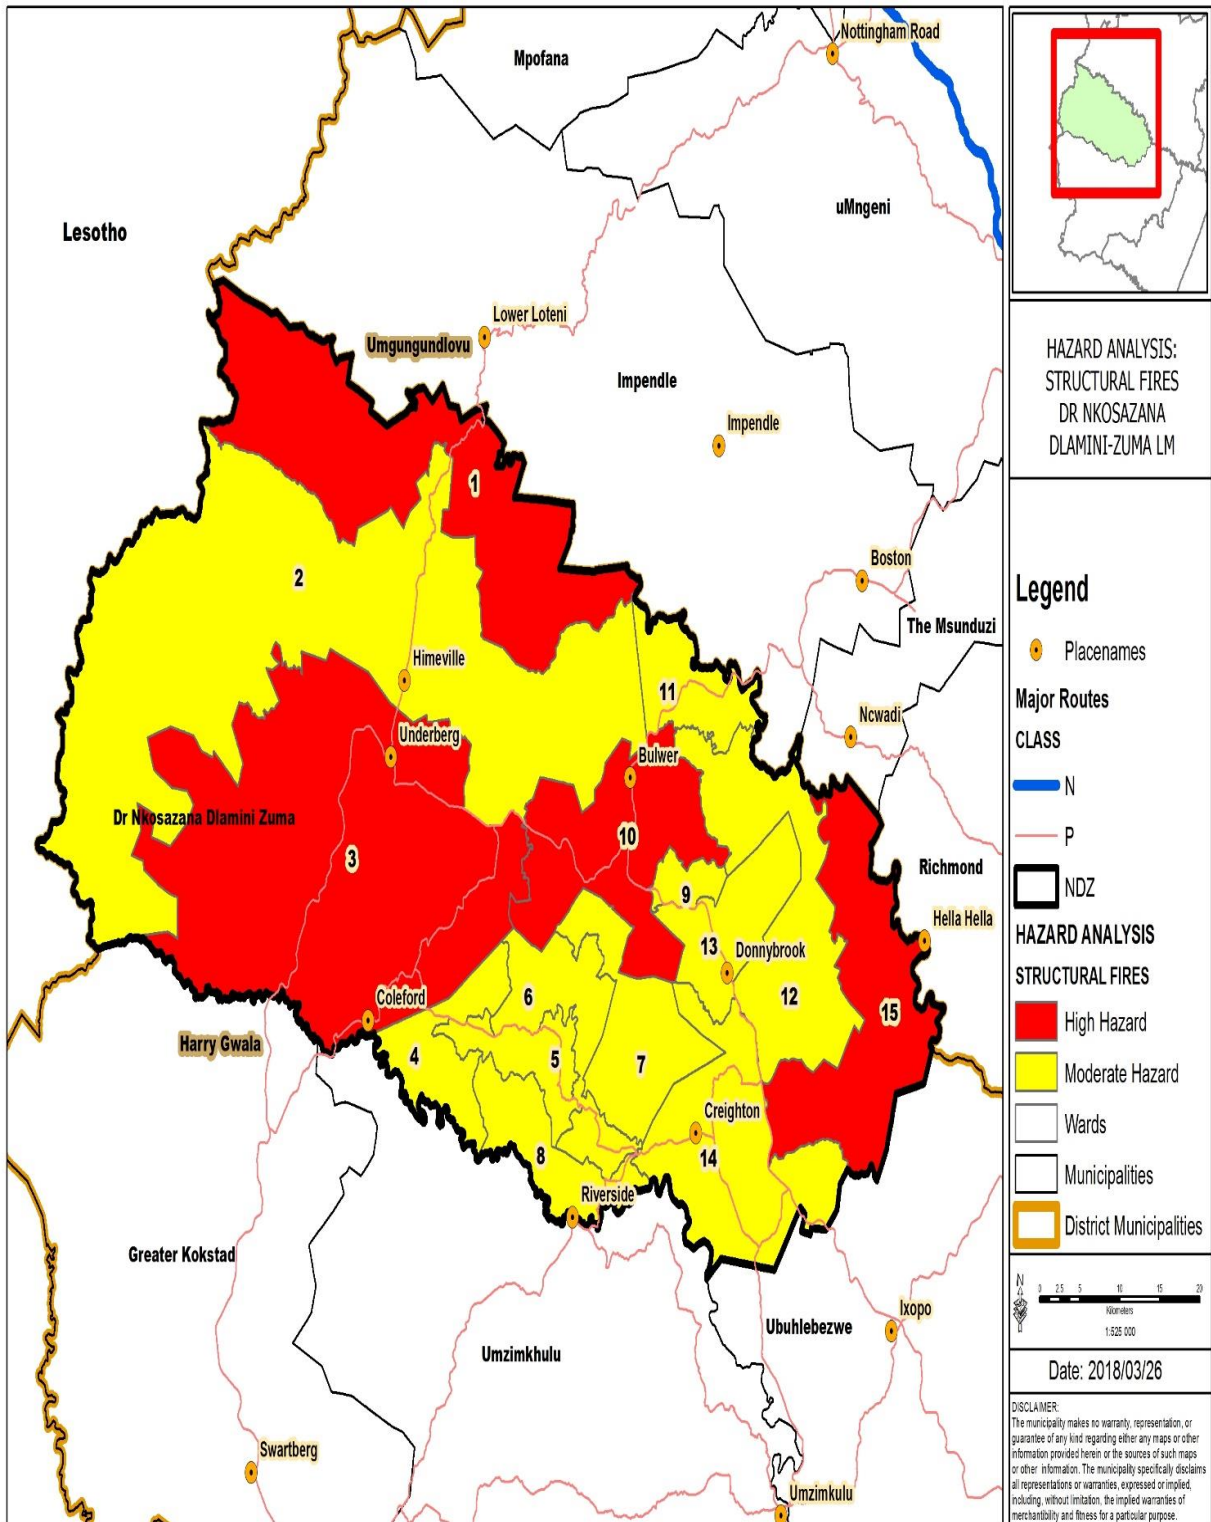 Nottingham Road
Mpofana
uMngeni
Lesotho
Lower Loteni
Umgungundlovu
Impendle
Impendle
1
Boston
2
The Msunduzi
Himeville
11
Ncwadi
Underberg
Bulwer
Dr Nkosazana Dlamini Zuma
10
3
Richmond
9
Hella Hella
13
Donnybrook
6
12
Coleford
15
Harry Gwala
4
5
7
Creighton
8
14
Riverside
Greater Kokstad
Ixopo
Ubuhlebezwe
Umzimkhulu
Swartberg
Umzimkulu
HAZARD ANALYSIS:
STRUCTURAL FIRES
DR NKOSAZANA
DLAMINI-ZUMA LM
Legend
Placenames
Major Routes
CLASS
N
P
NDZ
HAZARD ANALYSIS
STRUCTURAL FIRES
High Hazard
Moderate Hazard
Wards
Municipalities
District Municipalities
N
0 2.5 5 10 15 20
Kilometers
1:525 000
Date: 2018/03/26
DISCLAIMER:
The municipality makes no warranty, representation, or
guarantee of any kind regarding either any maps or other
information provided herein or the sources of such maps
or other information. The municipality specifically disclaims
all representations or warranties, expressed or implied,
including, without limitation, the implied warranties of
merchantibility and fitness for a particular purpose.